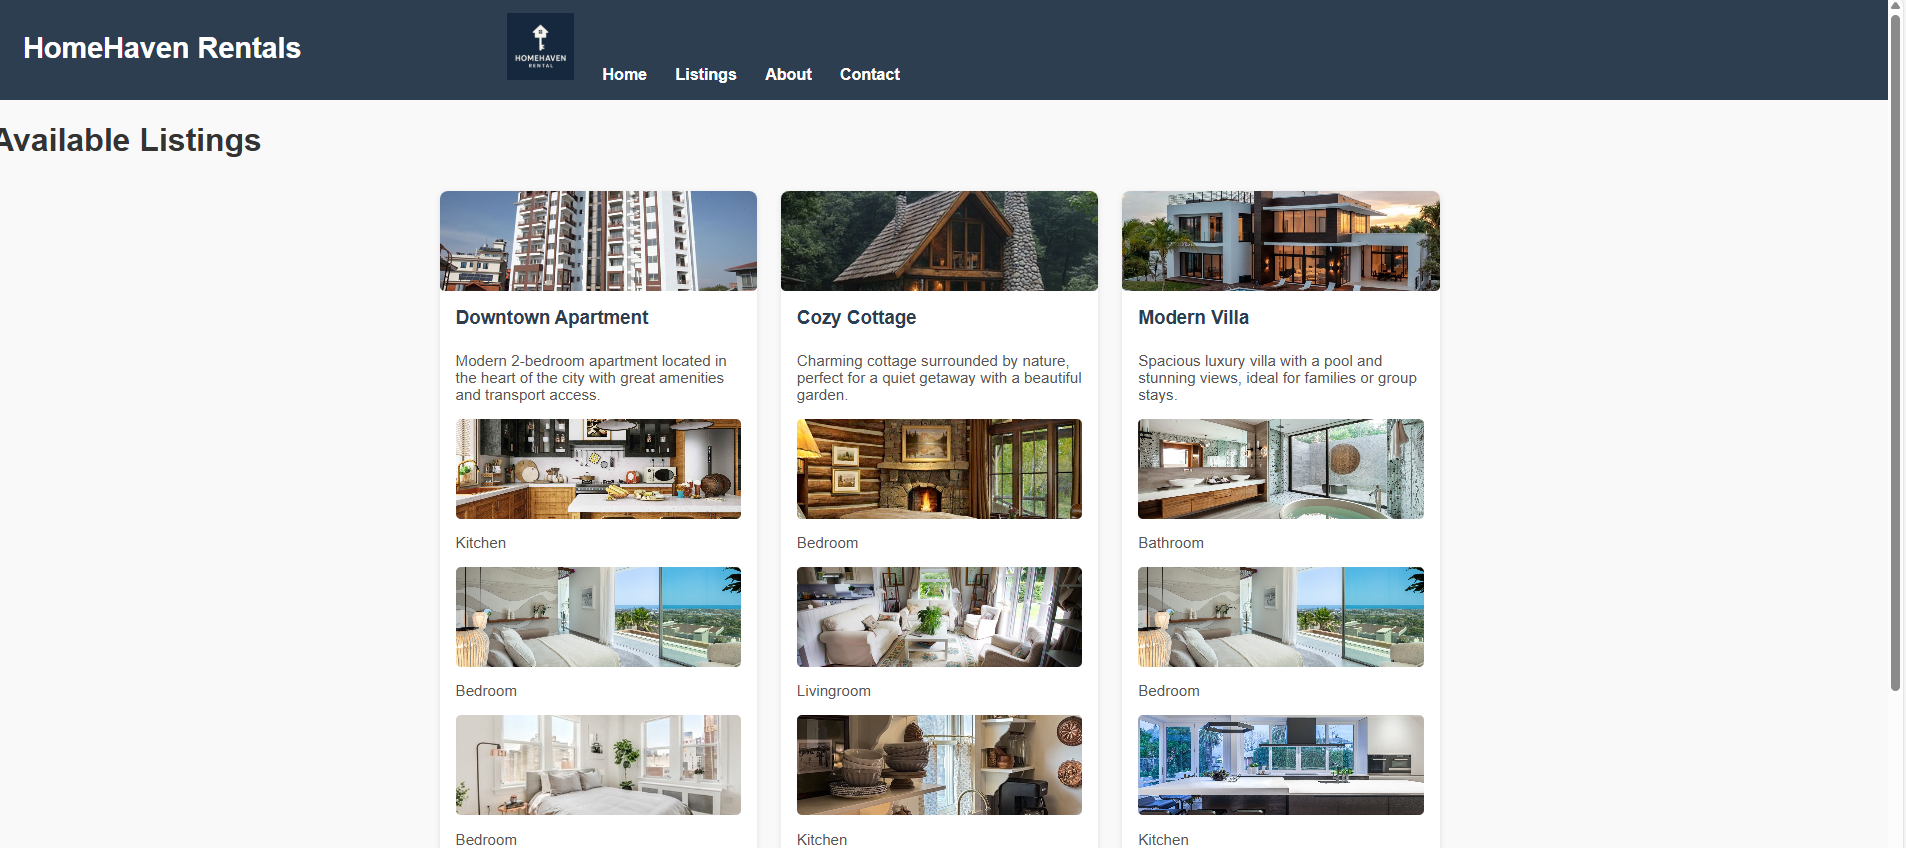 HomeHaven Rentals
HOMEHAVEN
RENTAL
Home Listings About Contact
Available Listings
Downtown Apartment
Modern 2-bedroom apartment located in
the heart of the city with great amenities
and transport access.
Kitchen
Bedroom
Bedroom
Cozy Cottage
Charming cottage surrounded by nature,
perfect for a quiet getaway with a beautiful
garden.
Bedroom
Livingroom
Kitchen
Modern Villa
Spacious luxury villa with a pool and
stunning views, ideal for families or group
stays.
Bathroom
Bedroom
Kitchen